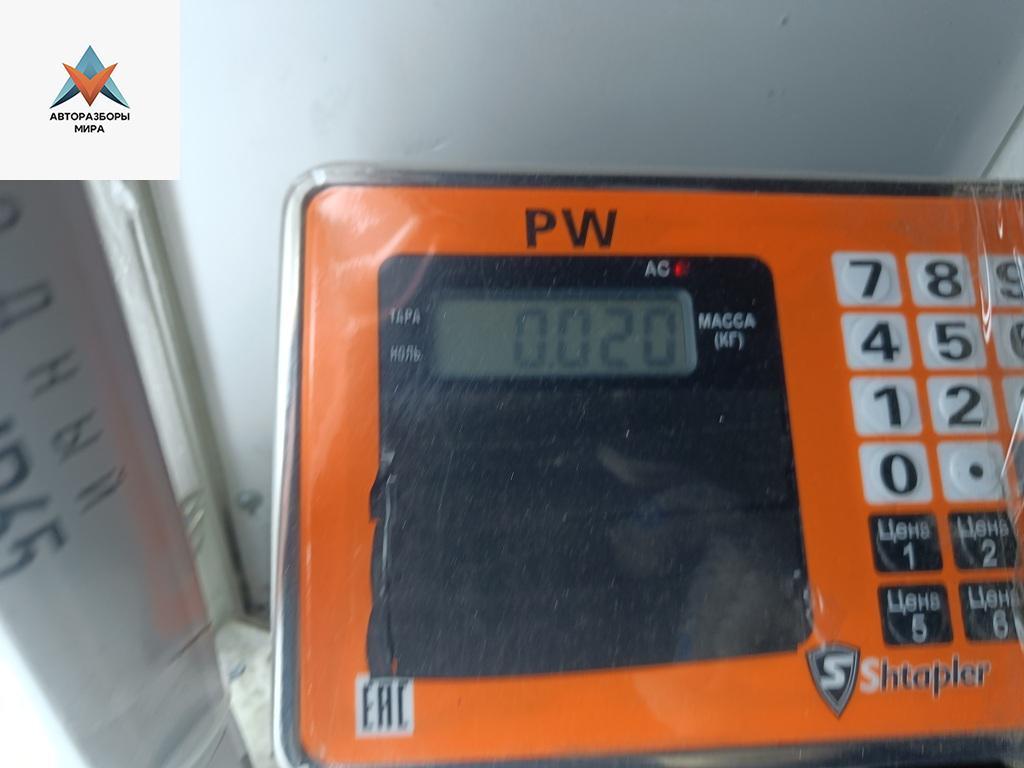 АВТОРАЗБОРЫ
МИРА
PW
AC
ТАРА
НОЛЬ
0.020
МАССА
(КГ)
7 8 9
4 5
1 2
0 .
Цена Цена
1 2
Цена Цена
5 6
S Shtapler
EAC